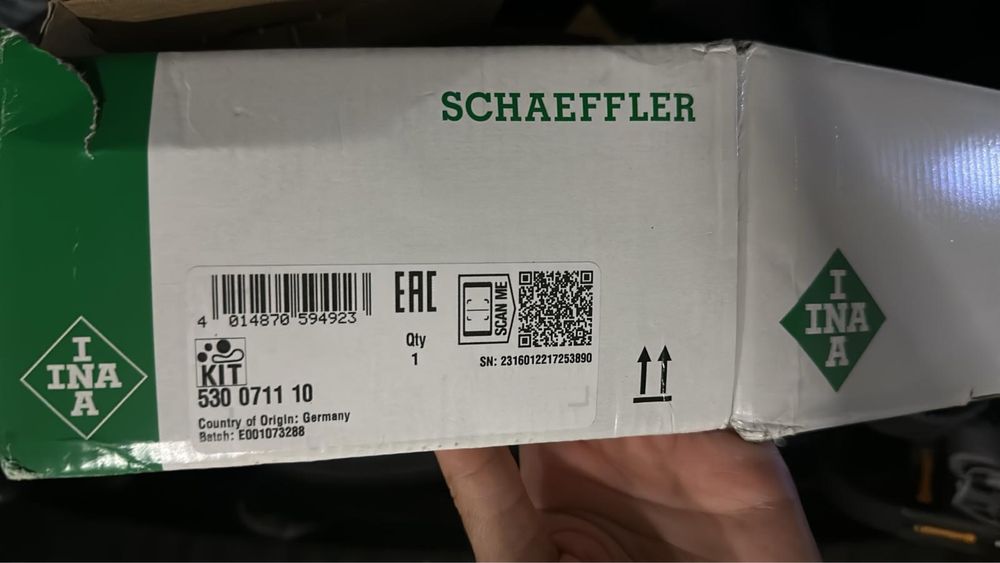 SCHAEFFLER
4 014870 594923
EAC
SCAN ME
Qty
1
SN: 2316012217253890
KIT
530 0711 10
Country of Origin: Germany
Batch: E001073288
I
INA
A
I
INA
A